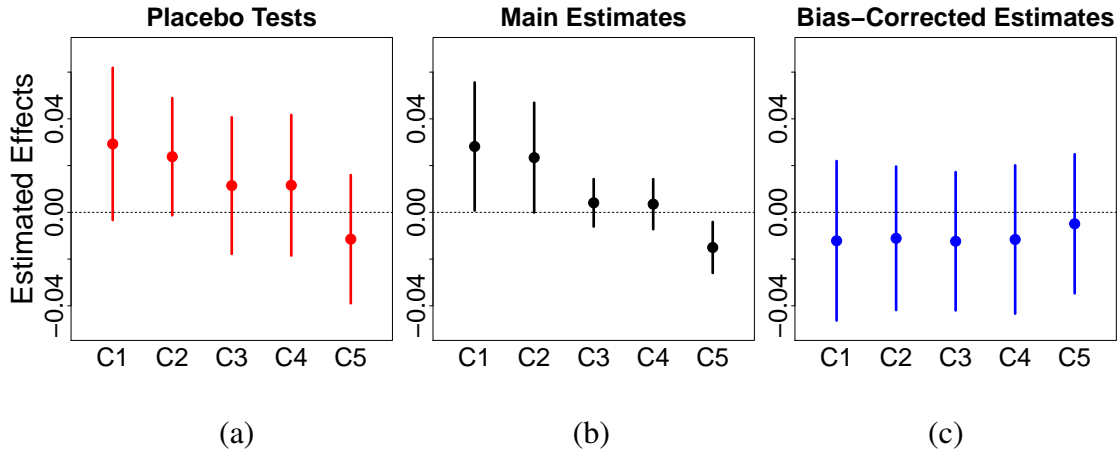 Placebo Tests
Main Estimates
Bias−Corrected Estimates
Estimated Effects
0.04
0.00
−0.04
0.04
0.00
−0.04
0.04
0.00
−0.04
C1 C2 C3 C4 C5
C1 C2 C3 C4 C5
C1 C2 C3 C4 C5
(a)
(b)
(c)